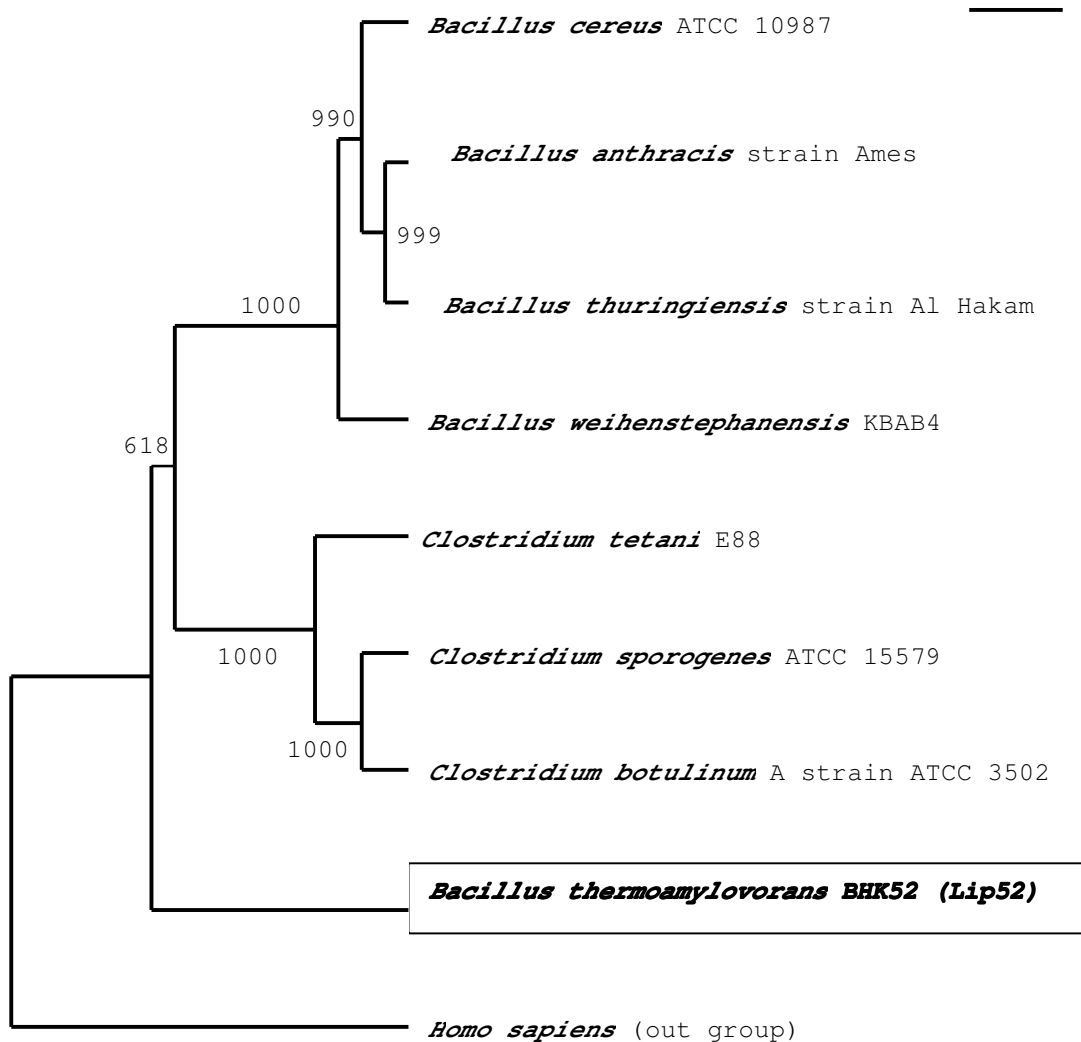 Bacillus cereus ATCC 10987
990
Bacillus anthracis strain Ames
999
1000
Bacillus thuringiensis strain Al Hakam
Bacillus weihenstephanensis KBAB4
618
Clostridium tetani E88
1000
Clostridium sporogenes ATCC 15579
1000
Clostridium botulinum A strain ATCC 3502
Bacillus thermoamylovorans BHK52 (Lip52)
Homo sapiens (out group)